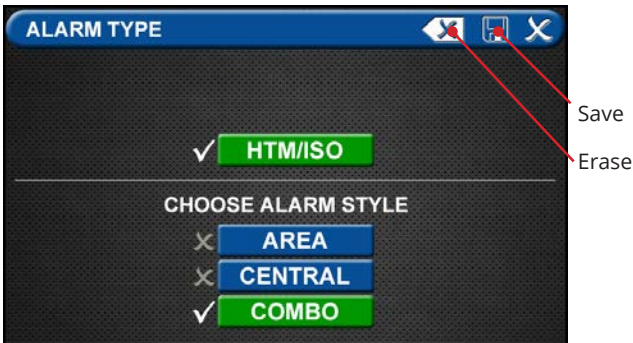 ALARM TYPE
Save
HTM/ISO
Erase
CHOOSE ALARM STYLE
AREA
CENTRAL
COMBO